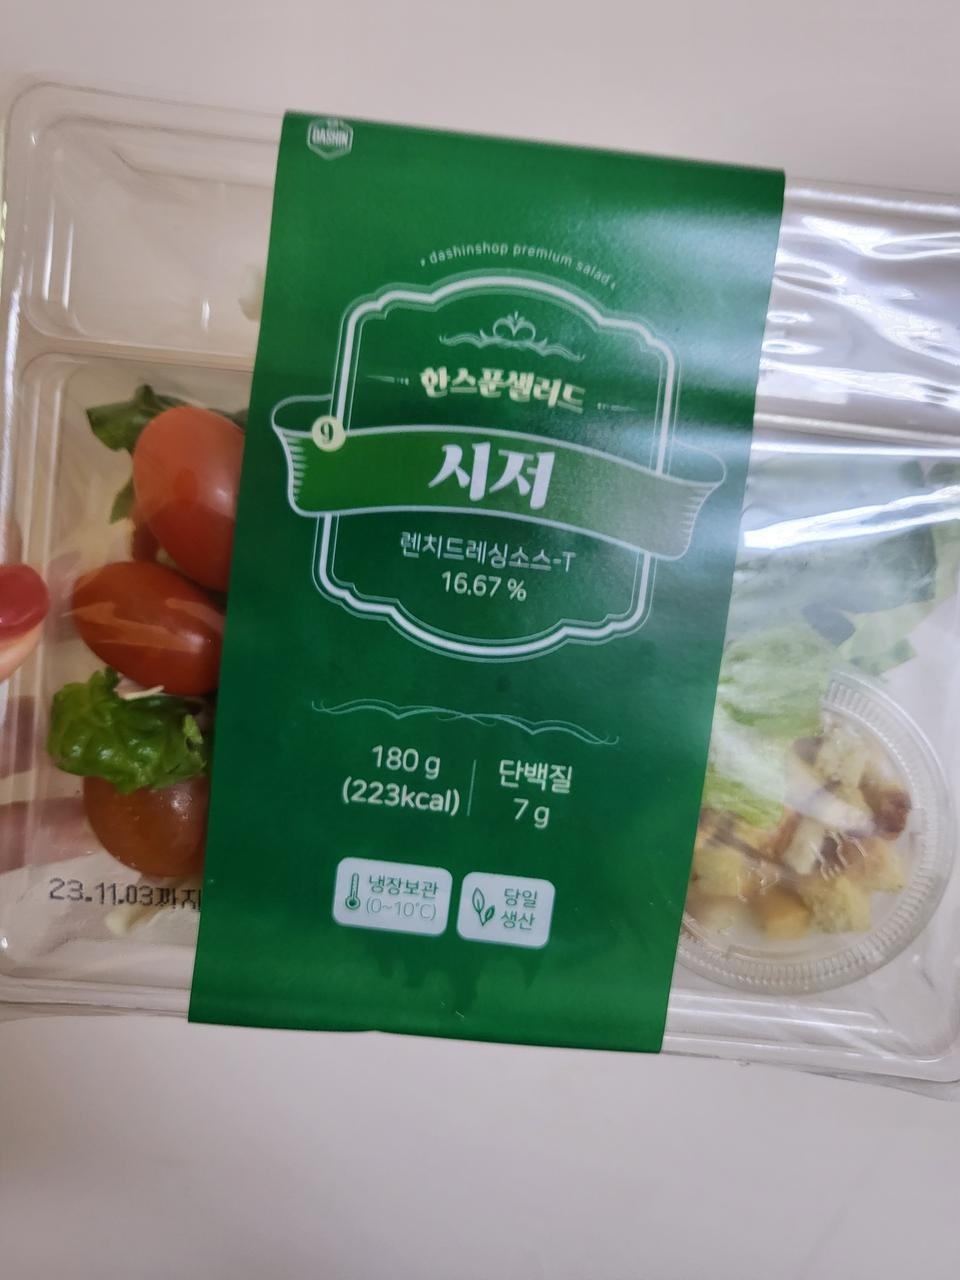 DASHIN
dashinshop premium salad
한스푼샐러드
9
시저
렌치드레싱소스-T
16.67 %
180 g
(223kcal)
단백질
7 g
냉장보관
(0~10°C)
당일
생산
23.11.03까지